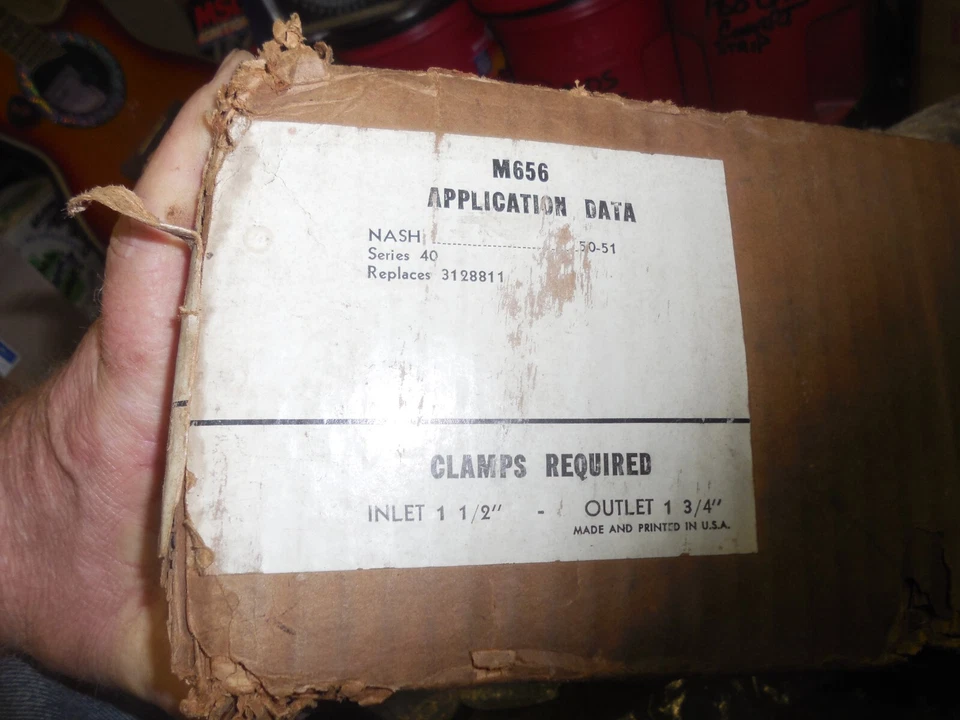 M656
APPLICATION DATA
NASH ........................ 50-51
Series 40
Replaces 3128811
CLAMPS REQUIRED
INLET 1 1/2" - OUTLET 1 3/4"
MADE AND PRINTED IN U.S.A.
STRIP